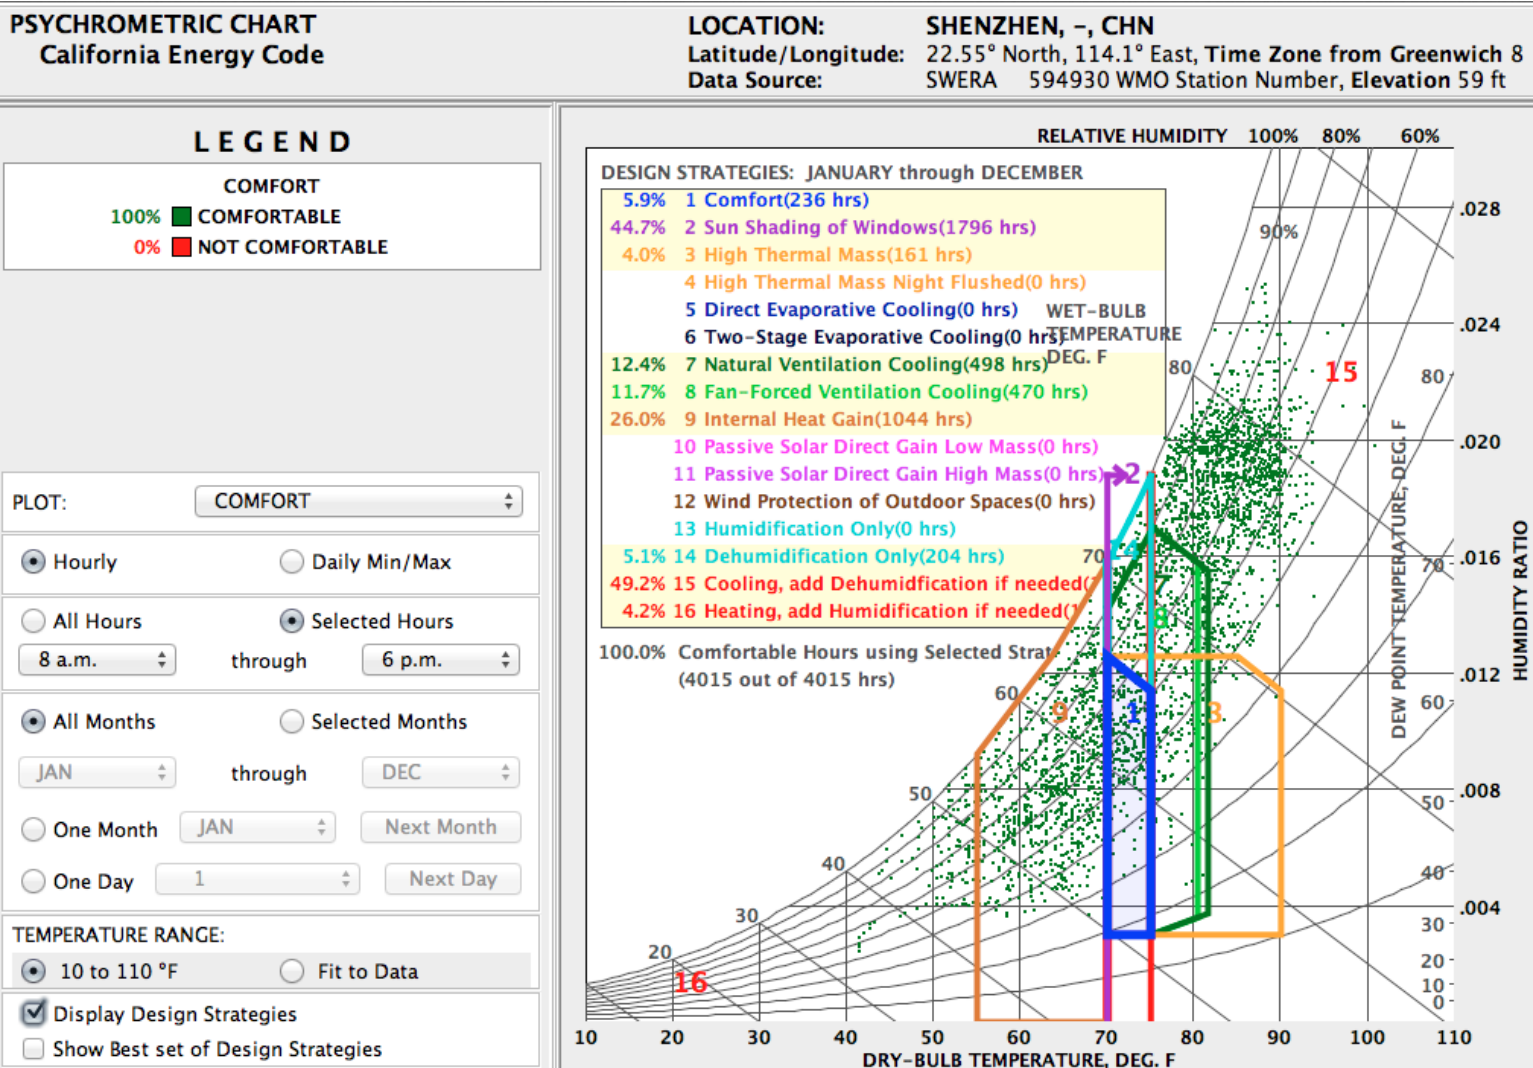 PSYCHROMETRIC CHART
California Energy Code
LOCATION: SHENZHEN, -, CHN
Latitude/Longitude: 22.55° North, 114.1° East, Time Zone from Greenwich 8
Data Source: SWERA 594930 WMO Station Number, Elevation 59 ft
LEGEND
COMFORT
100% COMFORTABLE
0% NOT COMFORTABLE
PLOT: COMFORT
Hourly Daily Min/Max
All Hours Selected Hours
8 a.m. through 6 p.m.
All Months Selected Months
JAN through DEC
One Month JAN Next Month
One Day 1 Next Day
TEMPERATURE RANGE:
10 to 110 °F Fit to Data
Display Design Strategies
Show Best set of Design Strategies
RELATIVE HUMIDITY 100% 80% 60%
90%
DESIGN STRATEGIES: JANUARY through DECEMBER
5.9% 1 Comfort(236 hrs)
44.7% 2 Sun Shading of Windows(1796 hrs)
4.0% 3 High Thermal Mass(161 hrs)
4 High Thermal Mass Night Flushed(0 hrs)
5 Direct Evaporative Cooling(0 hrs)
6 Two-Stage Evaporative Cooling(0 hrs)
7 12.4% Natural Ventilation Cooling(498 hrs)
11.7% 8 Fan-Forced Ventilation Cooling(470 hrs)
26.0% 9 Internal Heat Gain(1044 hrs)
10 Passive Solar Direct Gain Low Mass(0 hrs)
11 Passive Solar Direct Gain High Mass(0 hrs)
12 Wind Protection of Outdoor Spaces(0 hrs)
13 Humidification Only(0 hrs)
5.1% 14 Dehumidification Only(204 hrs)
49.2% 15 Cooling, add Dehumidfication if needed(
4.2% 16 Heating, add Humidification if needed(1
100.0% Comfortable Hours using Selected Strat
(4015 out of 4015 hrs)
WET-BULB
TEMPERATURE
DEG. F
20
30
40
50
60
70
80
16
9
1
3
2
14
7
8
15
DEW POINT TEMPERATURE, DEG. F
80
70
60
50
40
30
20
10
0
.028
.024
.020
.016
.012
.008
.004
HUMIDITY RATIO
10 20 30 40 50 60 70 80 90 100 110
DRY-BULB TEMPERATURE, DEG. F